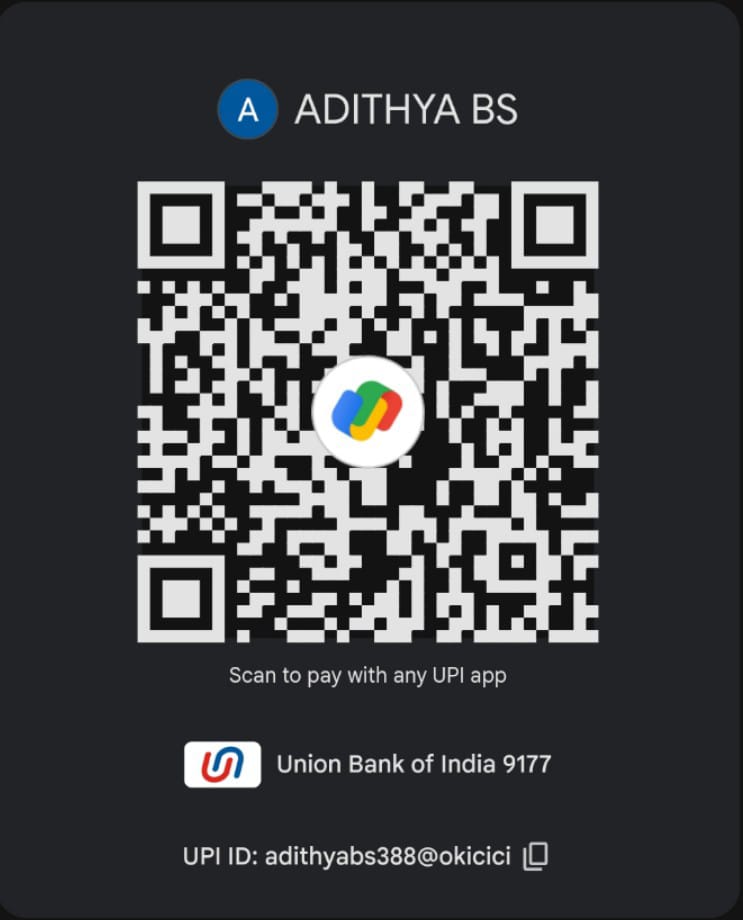 A ADITHYA BS
Scan to pay with any UPI app
Union Bank of India 9177
UPI ID: adithyabs388@okicici